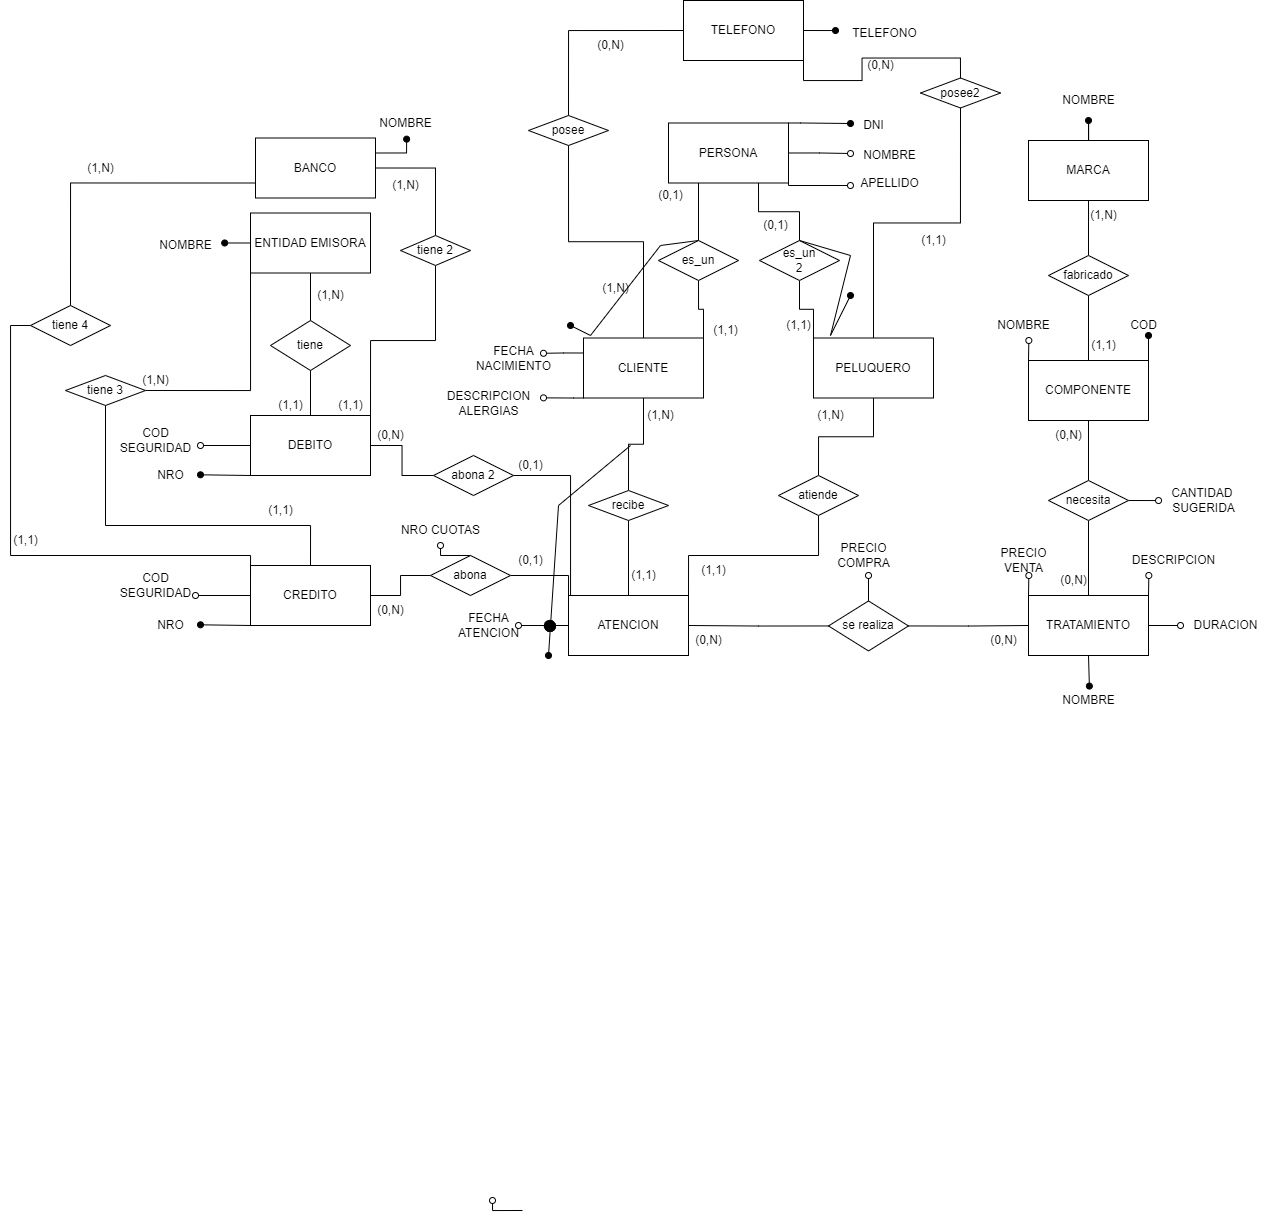 TELEFONO
TELEFONO
(0,N)
(0,N)
posee2
NOMBRE
NOMBRE
posee
DNI
PERSONA
NOMBRE
BANCO
(1,N)
MARCA
(1,N)
APELLIDO
(0,1)
(1,N)
(0,1)
(1,1)
NOMBRE
ENTIDAD EMISORA
tiene 2
es_un
es_un
2
fabricado
(1,N)
(1,N)
tiene 4
NOMBRE
COD
(1,1)
(1,1)
tiene
(1,1)
FECHA
NACIMIENTO
CLIENTE
PELUQUERO
(1,N)
tiene 3
COMPONENTE
DESCRIPCION
ALERGIAS
(1,1)
(1,1)
(1,N)
(1,N)
COD
SEGURIDAD
DEBITO
(0,N)
(0,N)
NRO
abona 2
(0,1)
atiende
recibe
necesita
CANTIDAD
SUGERIDA
(1,1)
(1,1)
NRO CUOTAS
PRECIO
COMPRA
PRECIO
VENTA
DESCRIPCION
(0,1)
COD
SEGURIDAD
abona
(1,1)
(1,1)
(0,N)
CREDITO
(0,N)
NRO
FECHA
ATENCION
ATENCION
se realiza
TRATAMIENTO
DURACION
(0,N)
(0,N)
NOMBRE